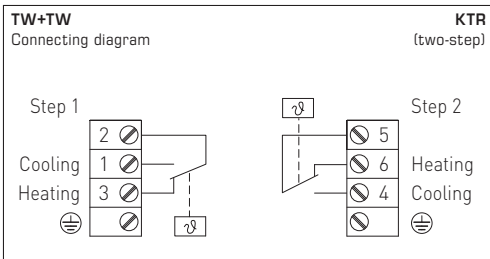 TW+TW KTR
Connecting diagram (two-step)
Step 1 ϑ Step 2
2 5
Cooling 1 6 Heating
Heating 3 4 Cooling
ϑ